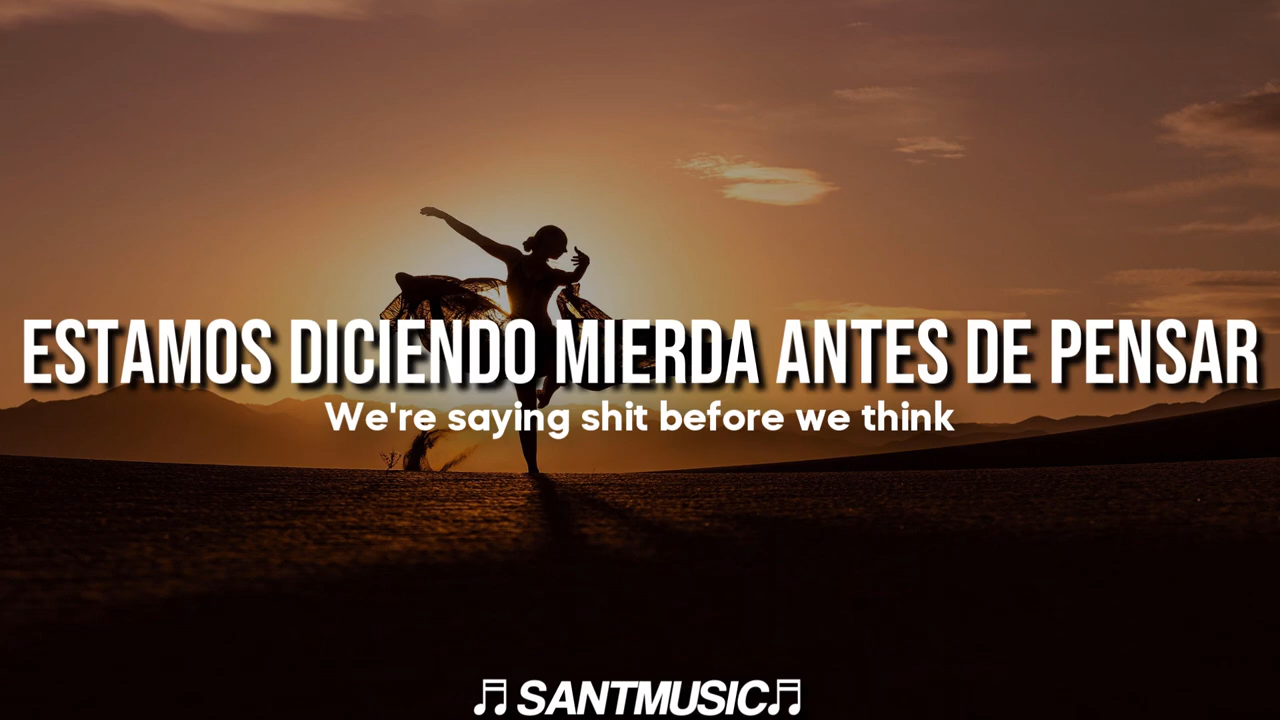 ESTAMOS DICIENDO MIERDA ANTES DE PENSAR
We're saying shit before we think
♫ SANTMUSIC♫